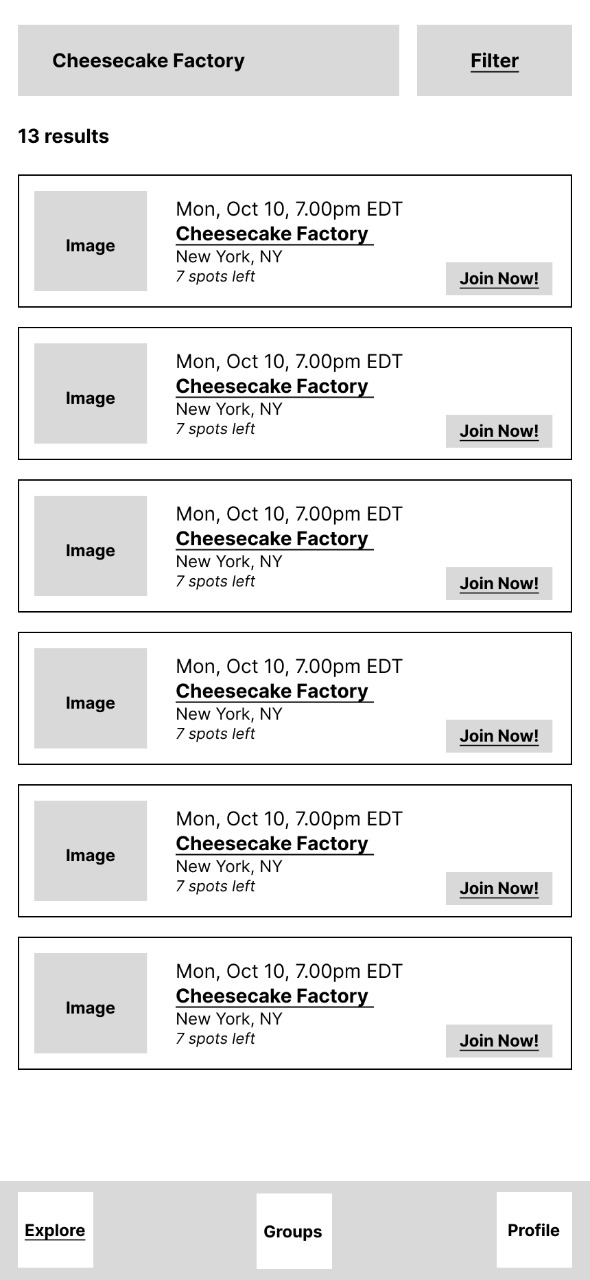 Cheesecake Factory
Filter
13 results
Image
Mon, Oct 10, 7.00pm EDT
Cheesecake Factory
New York, NY
7 spots left
Join Now!
Image
Mon, Oct 10, 7.00pm EDT
Cheesecake Factory
New York, NY
7 spots left
Join Now!
Image
Mon, Oct 10, 7.00pm EDT
Cheesecake Factory
New York, NY
7 spots left
Join Now!
Image
Mon, Oct 10, 7.00pm EDT
Cheesecake Factory
New York, NY
7 spots left
Join Now!
Image
Mon, Oct 10, 7.00pm EDT
Cheesecake Factory
New York, NY
7 spots left
Join Now!
Image
Mon, Oct 10, 7.00pm EDT
Cheesecake Factory
New York, NY
7 spots left
Join Now!
Explore
Groups
Profile